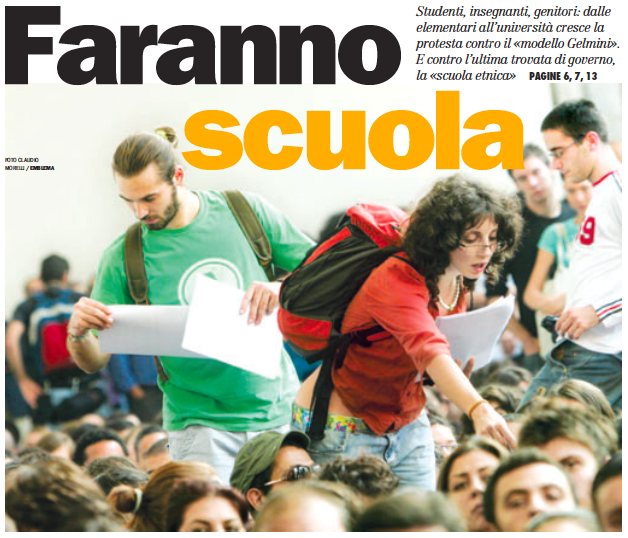 Faranno
scuola
Studenti, insegnanti, genitori: dalle
elementari all'università cresce la
protesta contro il «modello Gelmini».
E contro l'ultima trovata di governo,
la «scuola etnica» PAGINE 6, 7, 13
FOTO CLAUDIO
MORELLI / EMBLEMA
9